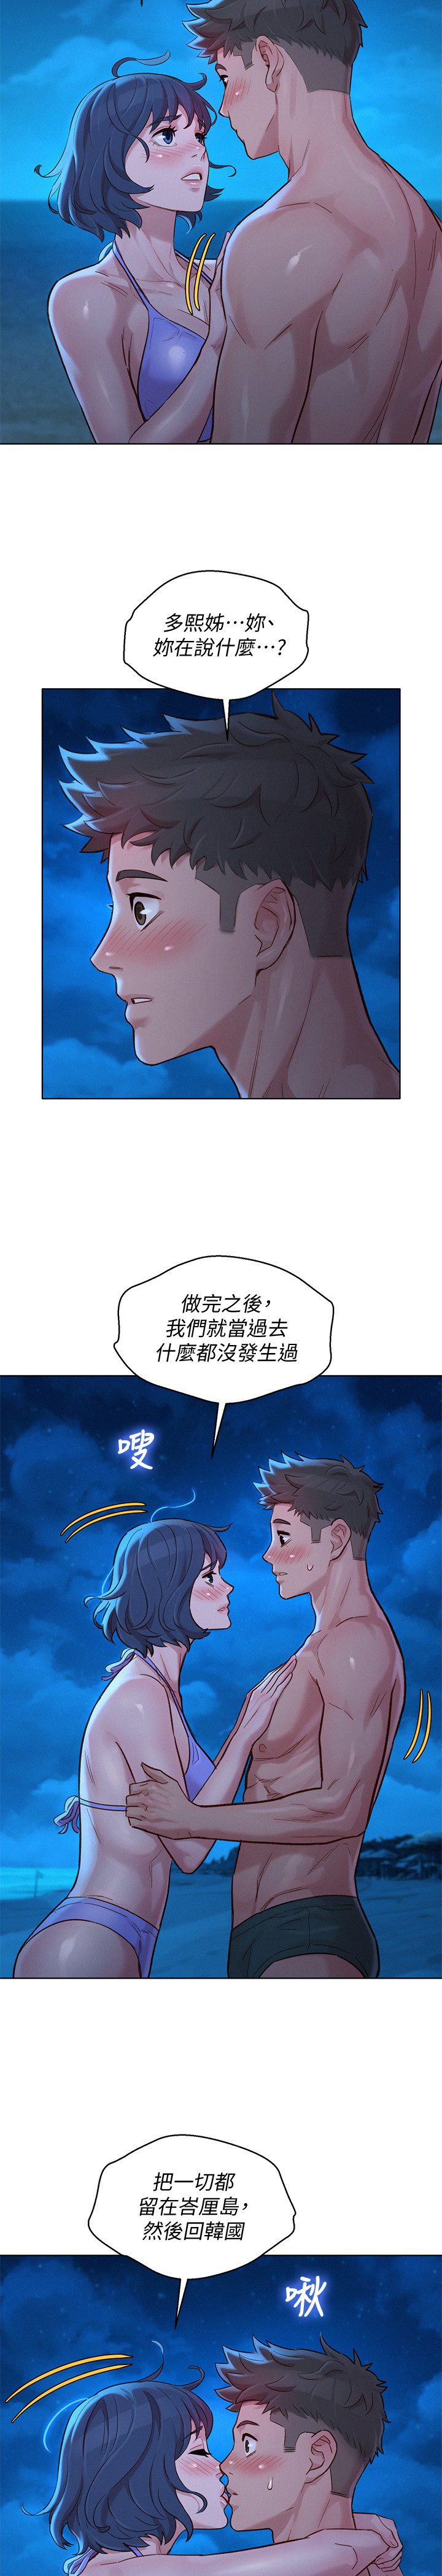 多熙姊⋯妳、
妳在說什麼⋯?
做完之後，
我們就當過去
什麼都沒發生過
嗖
把一切都
留在峇厘島，
然後回韓國
啾